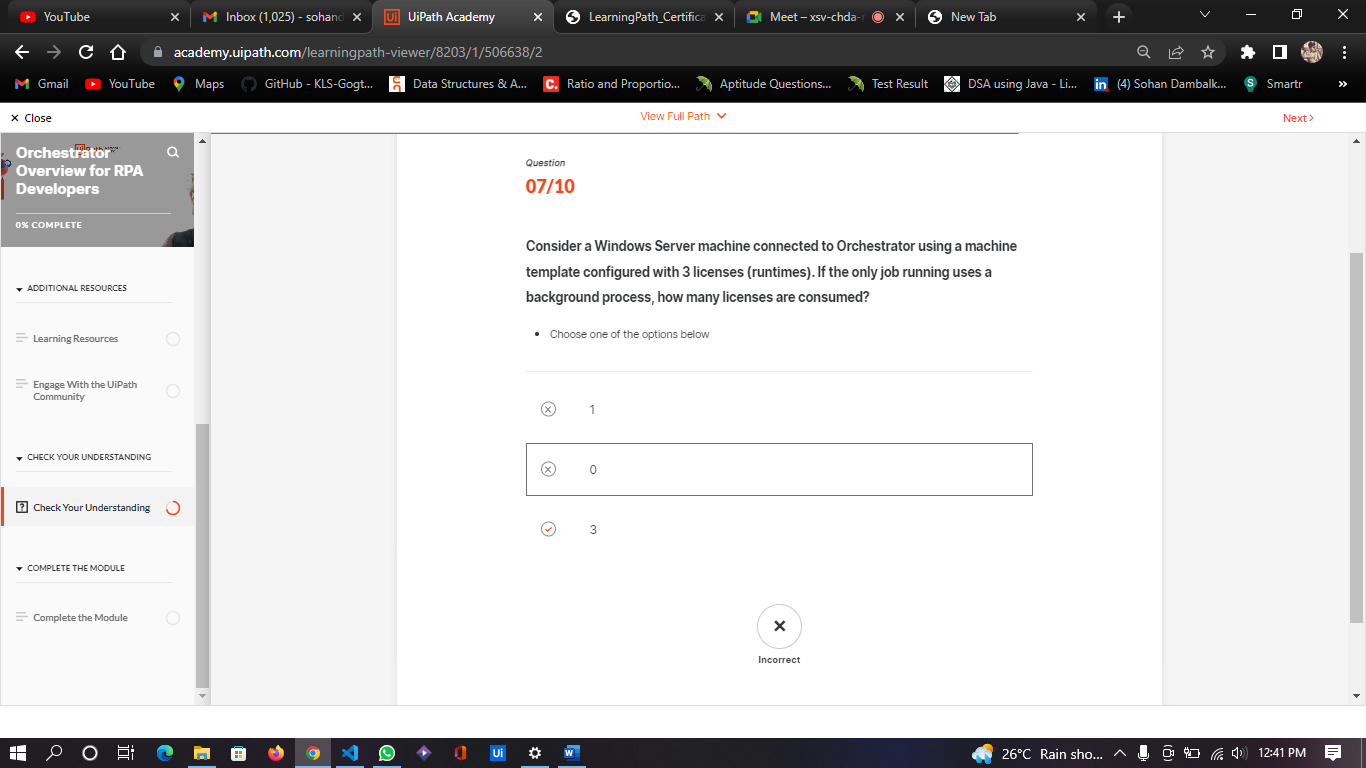 YouTube
Inbox (1,025) - sohand
UiPath Academy
LearningPath_Certifica
Meet – xsv-chda-r
New Tab
academy.uipath.com/learningpath-viewer/8203/1/506638/2
Gmail
YouTube
Maps
GitHub - KLS-Gogt...
Data Structures & A...
Ratio and Proportio...
Aptitude Questions...
Test Result
DSA using Java - Li...
(4) Sohan Dambalk...
Smartr
»
Close
View Full Path
Next
Orchestrator
Overview for RPA
Developers
0% COMPLETE
ADDITIONAL RESOURCES
Learning Resources
Engage With the UiPath
Community
CHECK YOUR UNDERSTANDING
Check Your Understanding
COMPLETE THE MODULE
Complete the Module
Question
07/10
Consider a Windows Server machine connected to Orchestrator using a machine
template configured with 3 licenses (runtimes). If the only job running uses a
background process, how many licenses are consumed?
• Choose one of the options below
1
0
3
Incorrect
26°C Rain sho...
12:41 PM